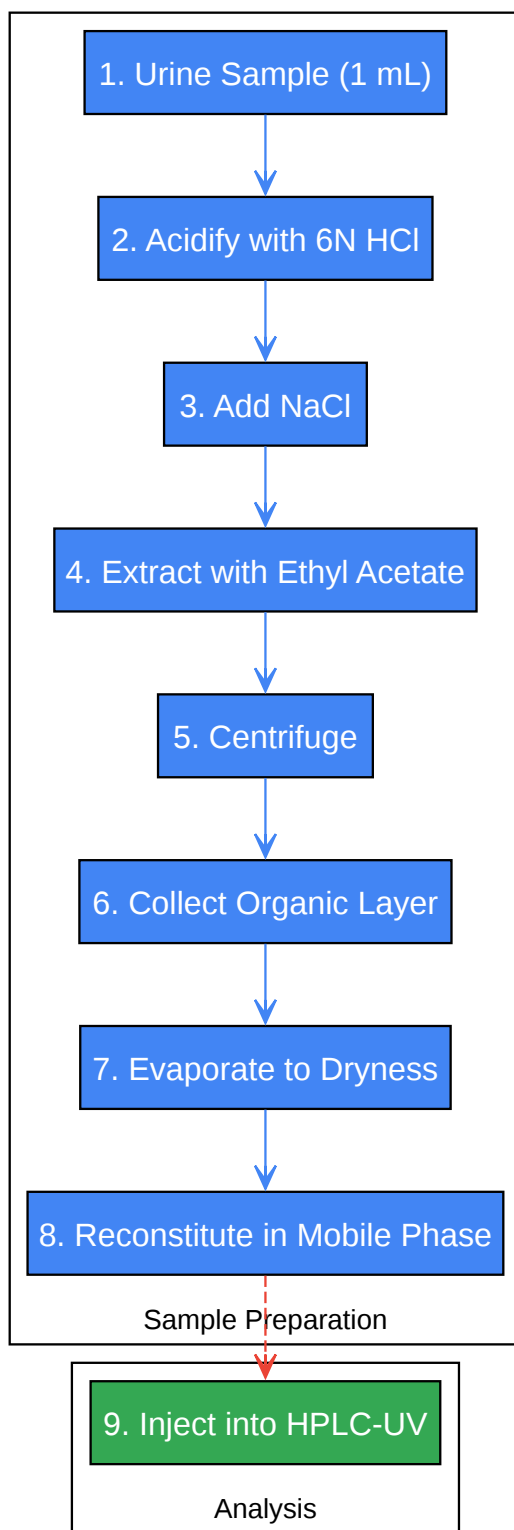 1. Urine Sample (1 mL)
2. Acidify with 6N HCl
3. Add NaCl
4. Extract with Ethyl Acetate
5. Centrifuge
6. Collect Organic Layer
7. Evaporate to Dryness
8. Reconstitute in Mobile Phase
Sample Preparation
9. Inject into HPLC-UV
Analysis